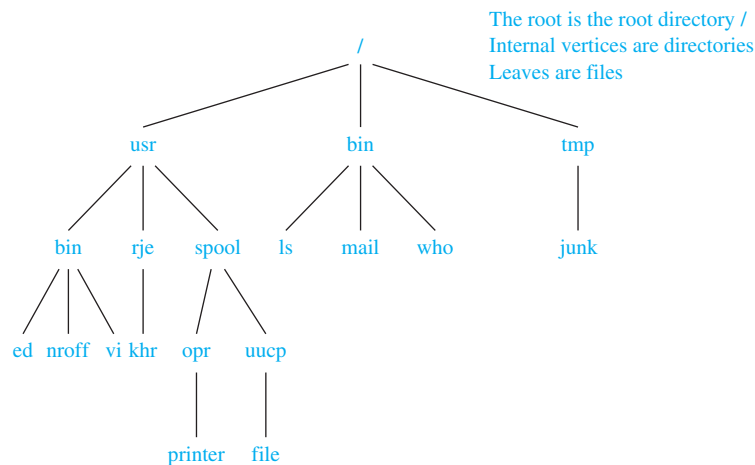 The root is the root directory /
Internal vertices are directories
Leaves are files
/
usr bin tmp
bin rje spool ls mail who junk
ed nroff vi khr opr uucp
printer file